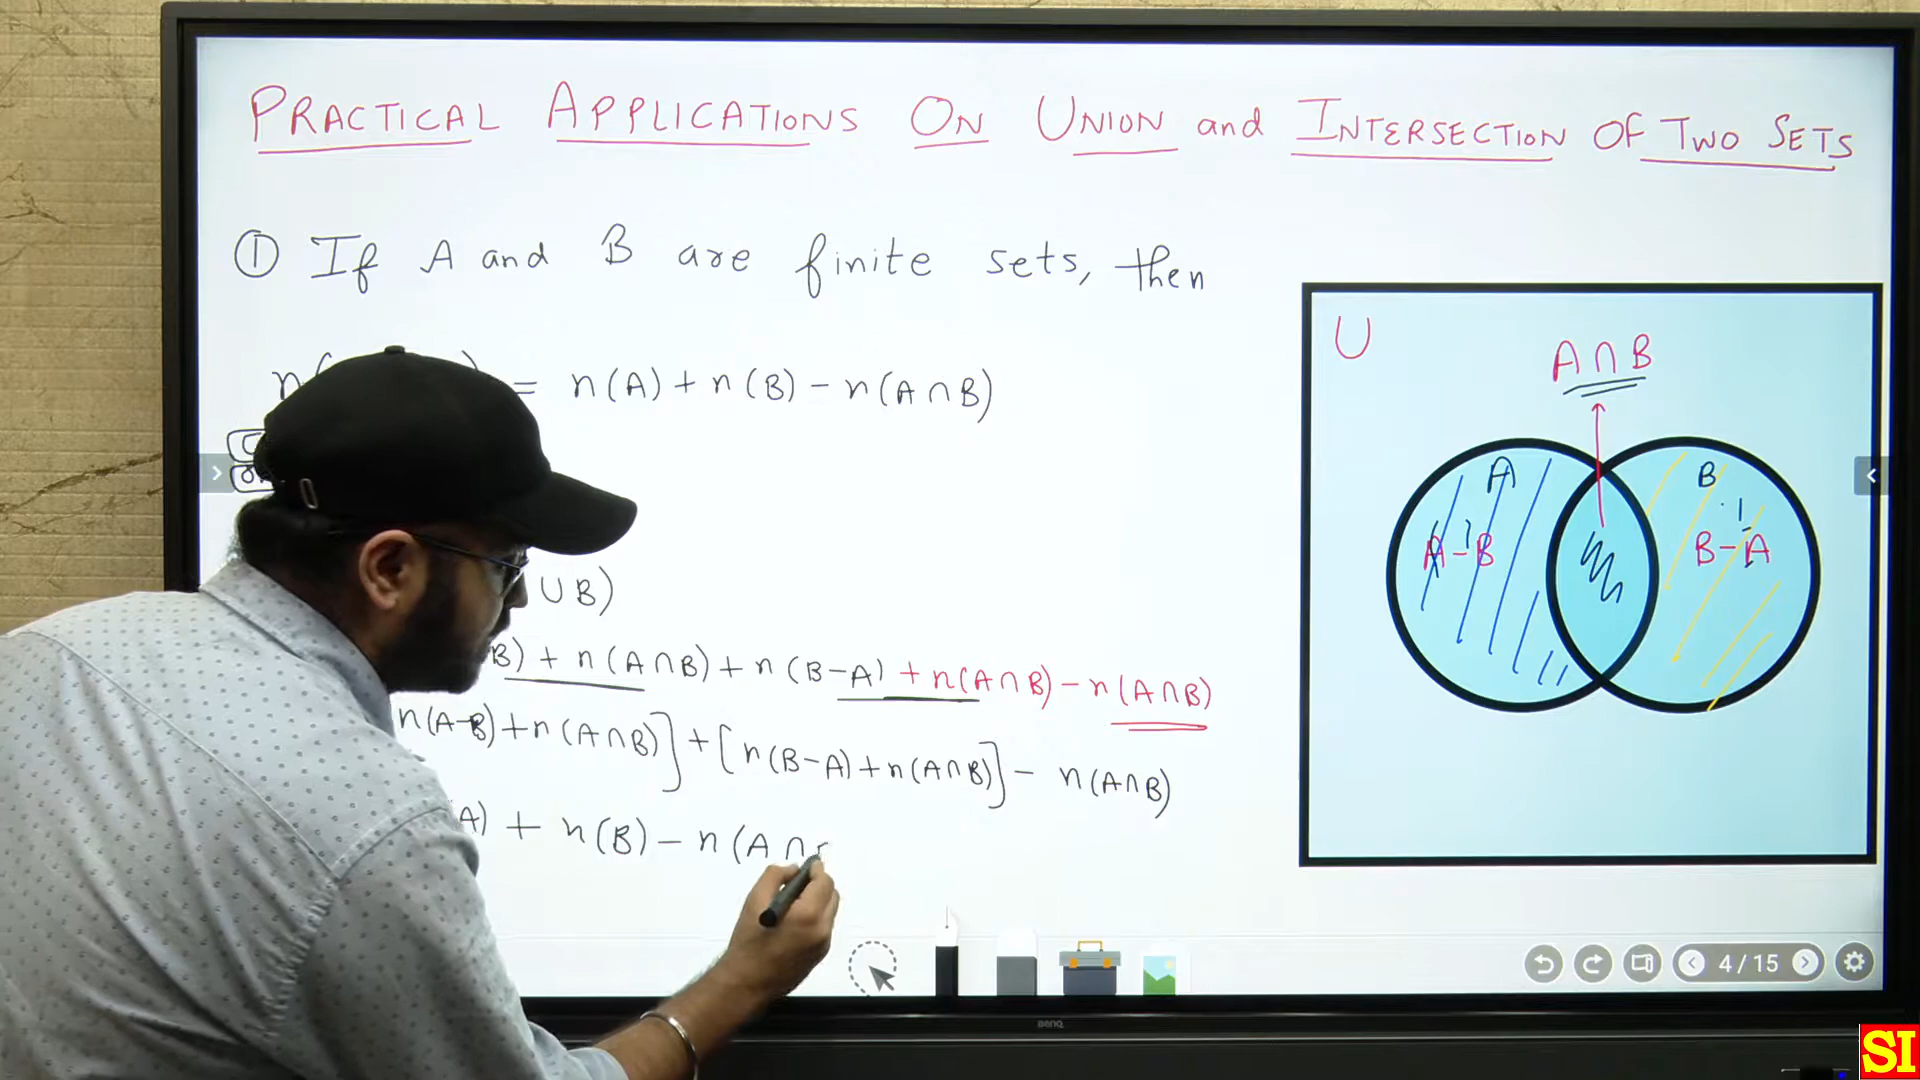 PRACTICAL APPLICATIONS ON UNION and INTERSECTION OF TWO SETS
① If A and B are finite sets, then
n( ) = n(A) + n(B) − n(A∩B)
∪ B)
B) + n(A∩B) + n(B−A) + n(A∩B) − n(A∩B)
n(A−B) + n(A∩B)] + [n(B−A) + n(A∩B)] − n(A∩B)
A) + n(B) − n(A ∩
U
A∩B
A
B
A−B
B−A
4/15
BenQ
SI